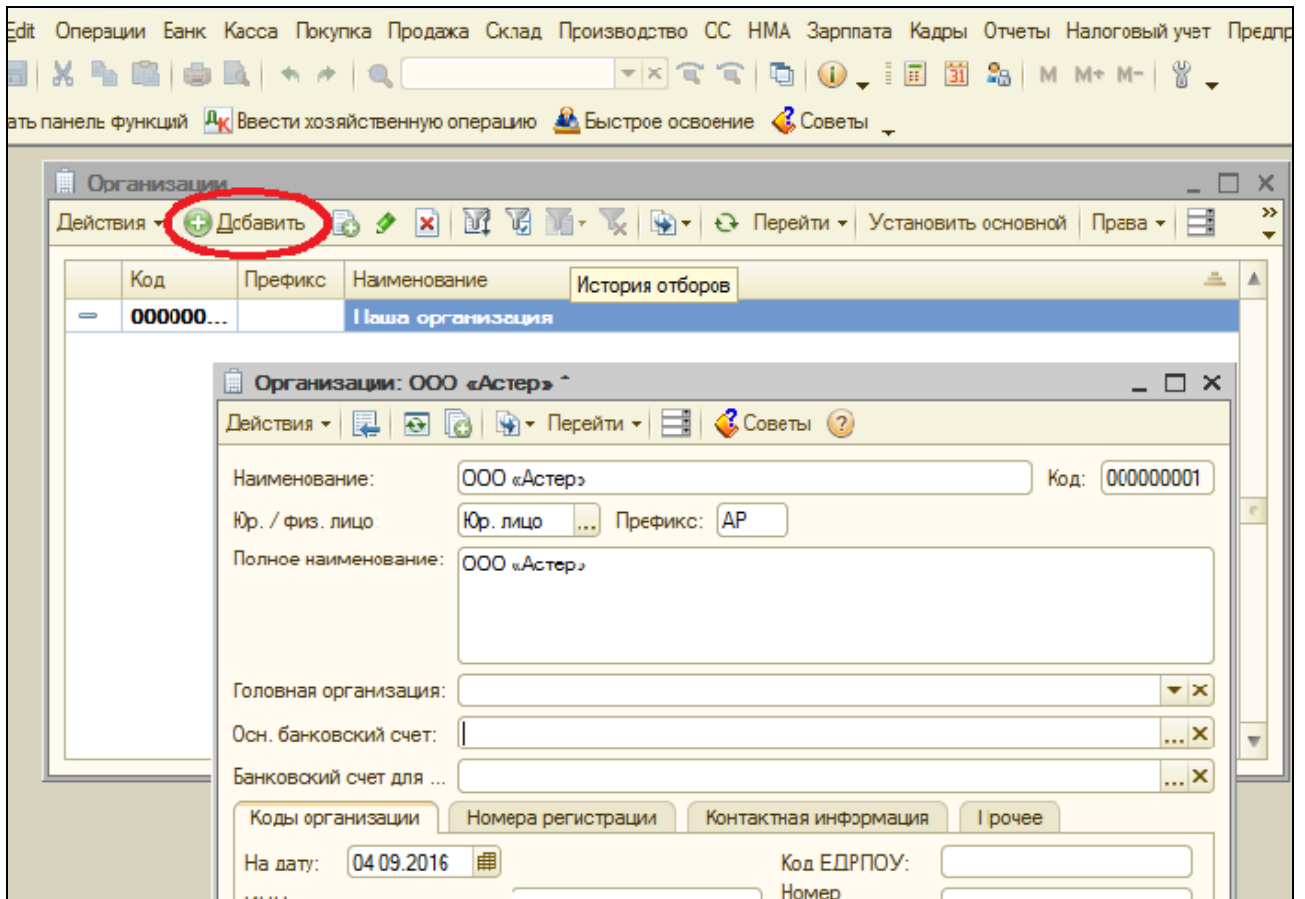 Edit Операции Банк Касса Покупка Продажа Склад Производство СС НМА Зарплата Кадры Отчеты Налоговый учет Предпр
М М+ М-
ать панель функций Дк Ввести хозяйственную операцию Быстрое освоение Советы
Организации
Действия Добавить Перейти Установить основной Права
Код Префикс Наименование
История отборов
000000... Наша организация
Организации: ООО «Астер» *
Действия Перейти Советы ?
Наименование: ООО «Астер» Код: 000000001
Юр. / физ. лицо Юр. лицо ... Префикс: АР
Полное наименование: ООО «Астер»
Головная организация:
Осн. банковский счет: ...
Банковский счет для ... ...
Коды организации Номера регистрации Контактная информация Прочее
На дату: 04.09.2016 Код ЕДРПОУ:
Номер